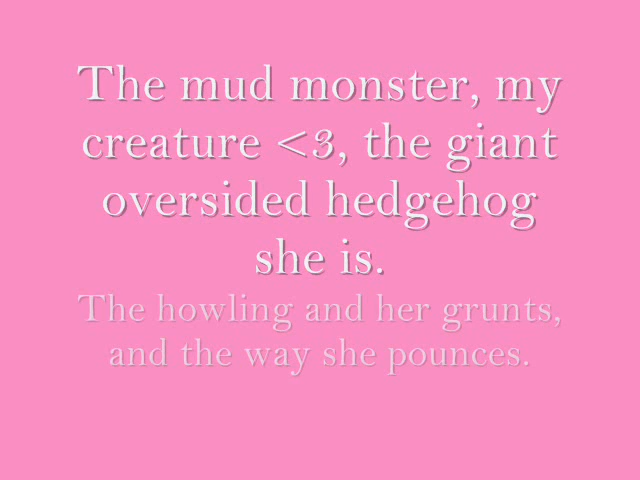 The mud monster, my
creature <3, the giant
oversided hedgehog
she is.
The howling and her grunts,
and the way she pounces.